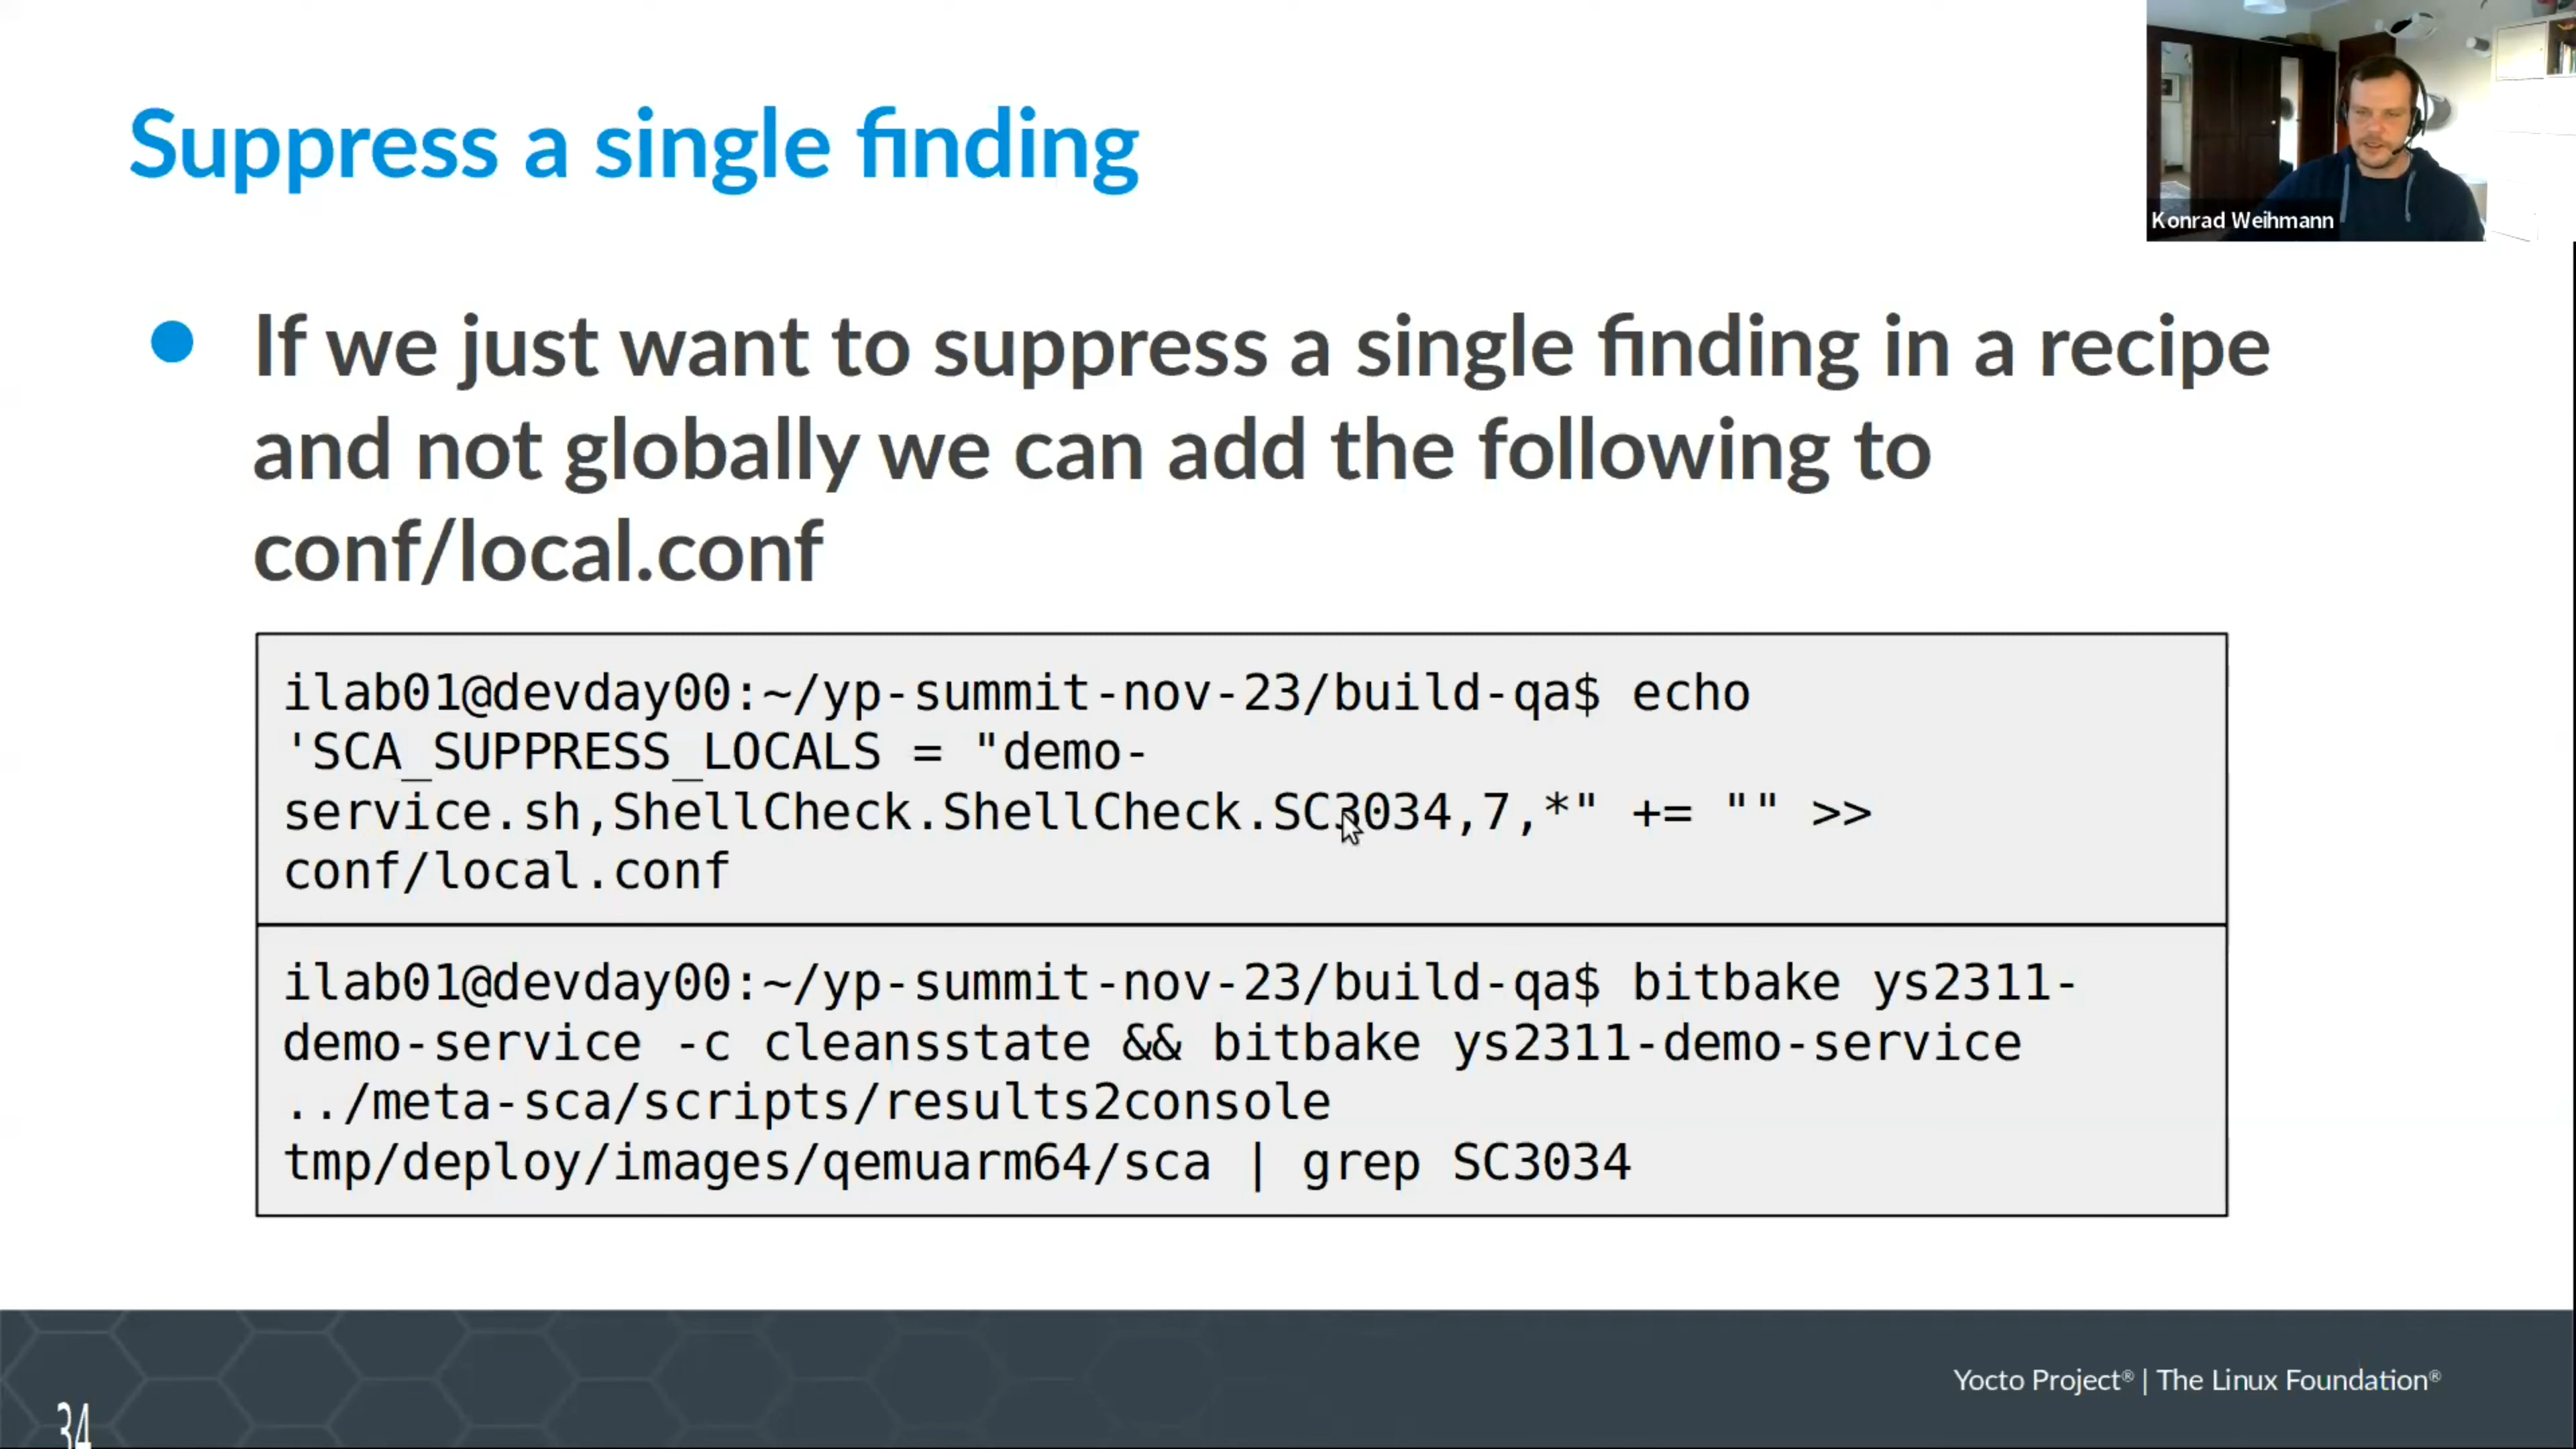 Suppress a single finding
Konrad Weihmann
If we just want to suppress a single finding in a recipe
and not globally we can add the following to
conf/local.conf
ilab01@devday00:~/yp-summit-nov-23/build-qa$ echo
'SCA_SUPPRESS_LOCALS = "demo-
service.sh,ShellCheck.ShellCheck.SC3034,7,*" += "" >>
conf/local.conf
ilab01@devday00:~/yp-summit-nov-23/build-qa$ bitbake ys2311-
demo-service -c cleansstate && bitbake ys2311-demo-service
../meta-sca/scripts/results2console
tmp/deploy/images/qemuarm64/sca | grep SC3034
Yocto Project® | The Linux Foundation®
34